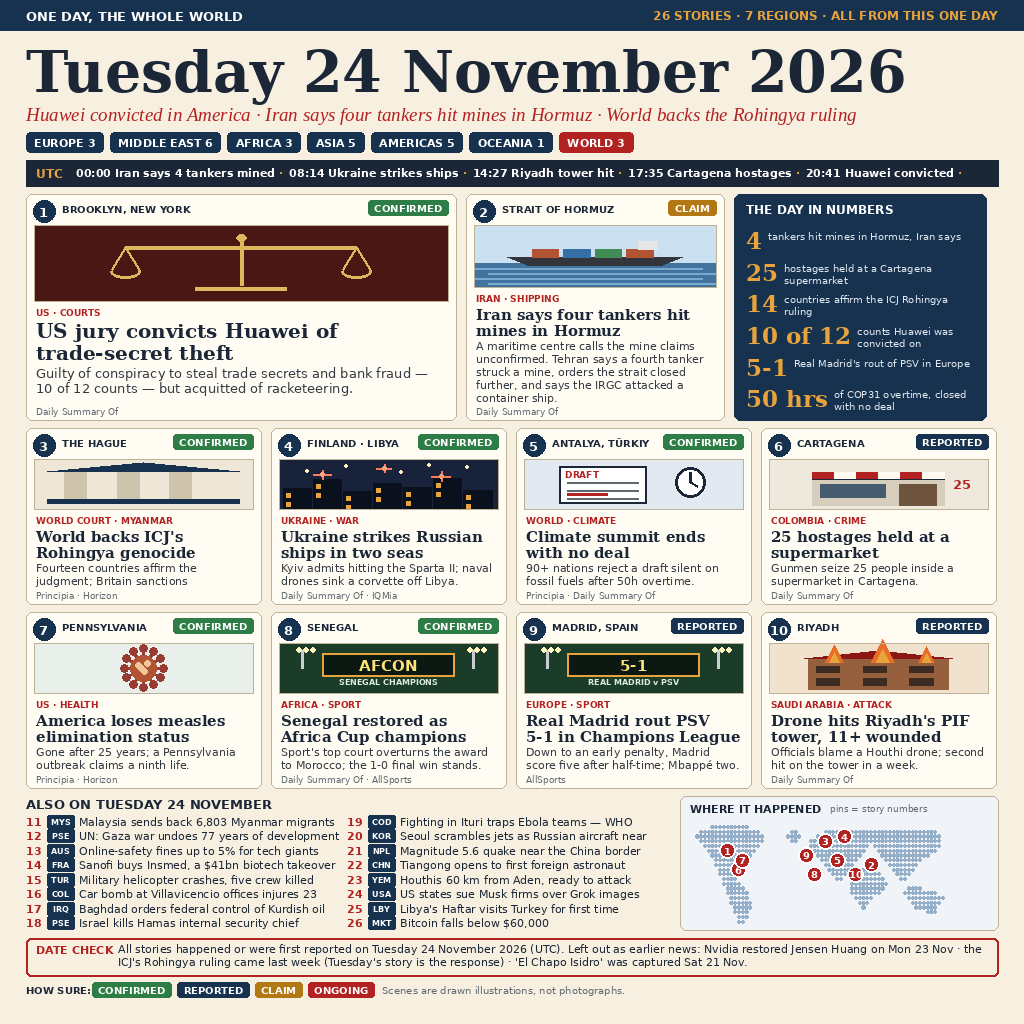 ONE DAY, THE WHOLE WORLD
26 STORIES · 7 REGIONS · ALL FROM THIS ONE DAY
Tuesday 24 November 2026
Huawei convicted in America · Iran says four tankers hit mines in Hormuz · World backs the Rohingya ruling
EUROPE 3
MIDDLE EAST 6
AFRICA 3
ASIA 5
AMERICAS 5
OCEANIA 1
WORLD 3
UTC 00:00 Iran says 4 tankers mined · 08:14 Ukraine strikes ships · 14:27 Riyadh tower hit · 17:35 Cartagena hostages · 20:41 Huawei convicted ·
1 BROOKLYN, NEW YORK
CONFIRMED
US · COURTS
US jury convicts Huawei of
trade-secret theft
Guilty of conspiracy to steal trade secrets and bank fraud —
10 of 12 counts — but acquitted of racketeering.
Daily Summary Of
2 STRAIT OF HORMUZ
CLAIM
IRAN · SHIPPING
Iran says four tankers hit
mines in Hormuz
A maritime centre calls the mine claims
unconfirmed. Tehran says a fourth tanker
struck a mine, orders the strait closed
further, and says the IRGC attacked a
container ship.
Daily Summary Of
THE DAY IN NUMBERS
4 tankers hit mines in Hormuz, Iran says
25 hostages held at a Cartagena
supermarket
14 countries affirm the ICJ Rohingya
ruling
10 of 12 counts Huawei was
convicted on
5-1 Real Madrid's rout of PSV in Europe
50 hrs of COP31 overtime, closed
with no deal
3 THE HAGUE
CONFIRMED
WORLD COURT · MYANMAR
World backs ICJ's
Rohingya genocide
Fourteen countries affirm the
judgment; Britain sanctions
Principia · Horizon
4 FINLAND · LIBYA
CONFIRMED
UKRAINE · WAR
Ukraine strikes Russian
ships in two seas
Kyiv admits hitting the Sparta II; naval
drones sink a corvette off Libya.
Daily Summary Of · IQMia
5 ANTALYA, TÜRKIY
CONFIRMED
DRAFT
WORLD · CLIMATE
Climate summit ends
with no deal
90+ nations reject a draft silent on
fossil fuels after 50h overtime.
Principia · Daily Summary Of
6 CARTAGENA
REPORTED
25
COLOMBIA · CRIME
25 hostages held at a
supermarket
Gunmen seize 25 people inside a
supermarket in Cartagena.
Daily Summary Of
7 PENNSYLVANIA
CONFIRMED
US · HEALTH
America loses measles
elimination status
Gone after 25 years; a Pennsylvania
outbreak claims a ninth life.
Principia · Horizon
8 SENEGAL
CONFIRMED
AFCON
SENEGAL CHAMPIONS
AFRICA · SPORT
Senegal restored as
Africa Cup champions
Sport's top court overturns the award
to Morocco; the 1-0 final win stands.
Daily Summary Of · AllSports
9 MADRID, SPAIN
REPORTED
5-1
REAL MADRID v PSV
EUROPE · SPORT
Real Madrid rout PSV
5-1 in Champions League
Down to an early penalty, Madrid
score five after half-time; Mbappé two.
AllSports
10 RIYADH
REPORTED
SAUDI ARABIA · ATTACK
Drone hits Riyadh's PIF
tower, 11+ wounded
Officials blame a Houthi drone; second
hit on the tower in a week.
Daily Summary Of
ALSO ON TUESDAY 24 NOVEMBER
11 MYS Malaysia sends back 6,803 Myanmar migrants
12 PSE UN: Gaza war undoes 77 years of development
13 AUS Online-safety fines up to 5% for tech giants
14 FRA Sanofi buys Insmed, a $41bn biotech takeover
15 TUR Military helicopter crashes, five crew killed
16 COL Car bomb at Villavicencio offices injures 23
17 IRQ Baghdad orders federal control of Kurdish oil
18 PSE Israel kills Hamas internal security chief
19 COD Fighting in Ituri traps Ebola teams — WHO
20 KOR Seoul scrambles jets as Russian aircraft near
21 NPL Magnitude 5.6 quake near the China border
22 CHN Tiangong opens to first foreign astronaut
23 YEM Houthis 60 km from Aden, ready to attack
24 USA US states sue Musk firms over Grok images
25 LBY Libya's Haftar visits Turkey for first time
26 MKT Bitcoin falls below $60,000
WHERE IT HAPPENED pins = story numbers
1
7
6
9
3
4
5
8
2
10
DATE CHECK All stories happened or were first reported on Tuesday 24 November 2026 (UTC). Left out as earlier news: Nvidia restored Jensen Huang on Mon 23 Nov · the
ICJ's Rohingya ruling came last week (Tuesday's story is the response) · 'El Chapo Isidro' was captured Sat 21 Nov.
HOW SURE: CONFIRMED REPORTED CLAIM ONGOING Scenes are drawn illustrations, not photographs.